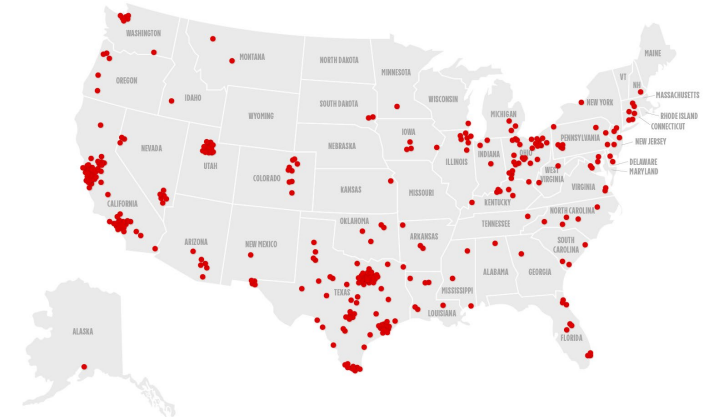 WASHINGTON
MAINE
MONTANA
NORTH DAKOTA
MINNESOTA
VT
NH
OREGON
MASSACHUSETTS
IDAHO
SOUTH DAKOTA
WISCONSIN
MICHIGAN
NEW YORK
RHODE ISLAND
WYOMING
CONNECTICUT
NEVADA
IOWA
PENNSYLVANIA
NEW JERSEY
NEBRASKA
ILLINOIS
INDIANA
OHIO
UTAH
DELAWARE
COLORADO
WEST
VIRGINIA
MARYLAND
KANSAS
MISSOURI
VIRGINIA
CALIFORNIA
KENTUCKY
NORTH CAROLINA
OKLAHOMA
TENNESSEE
ARIZONA
NEW MEXICO
ARKANSAS
SOUTH
CAROLINA
ALABAMA
GEORGIA
TEXAS
MISSISSIPPI
LOUISIANA
ALASKA
FLORIDA